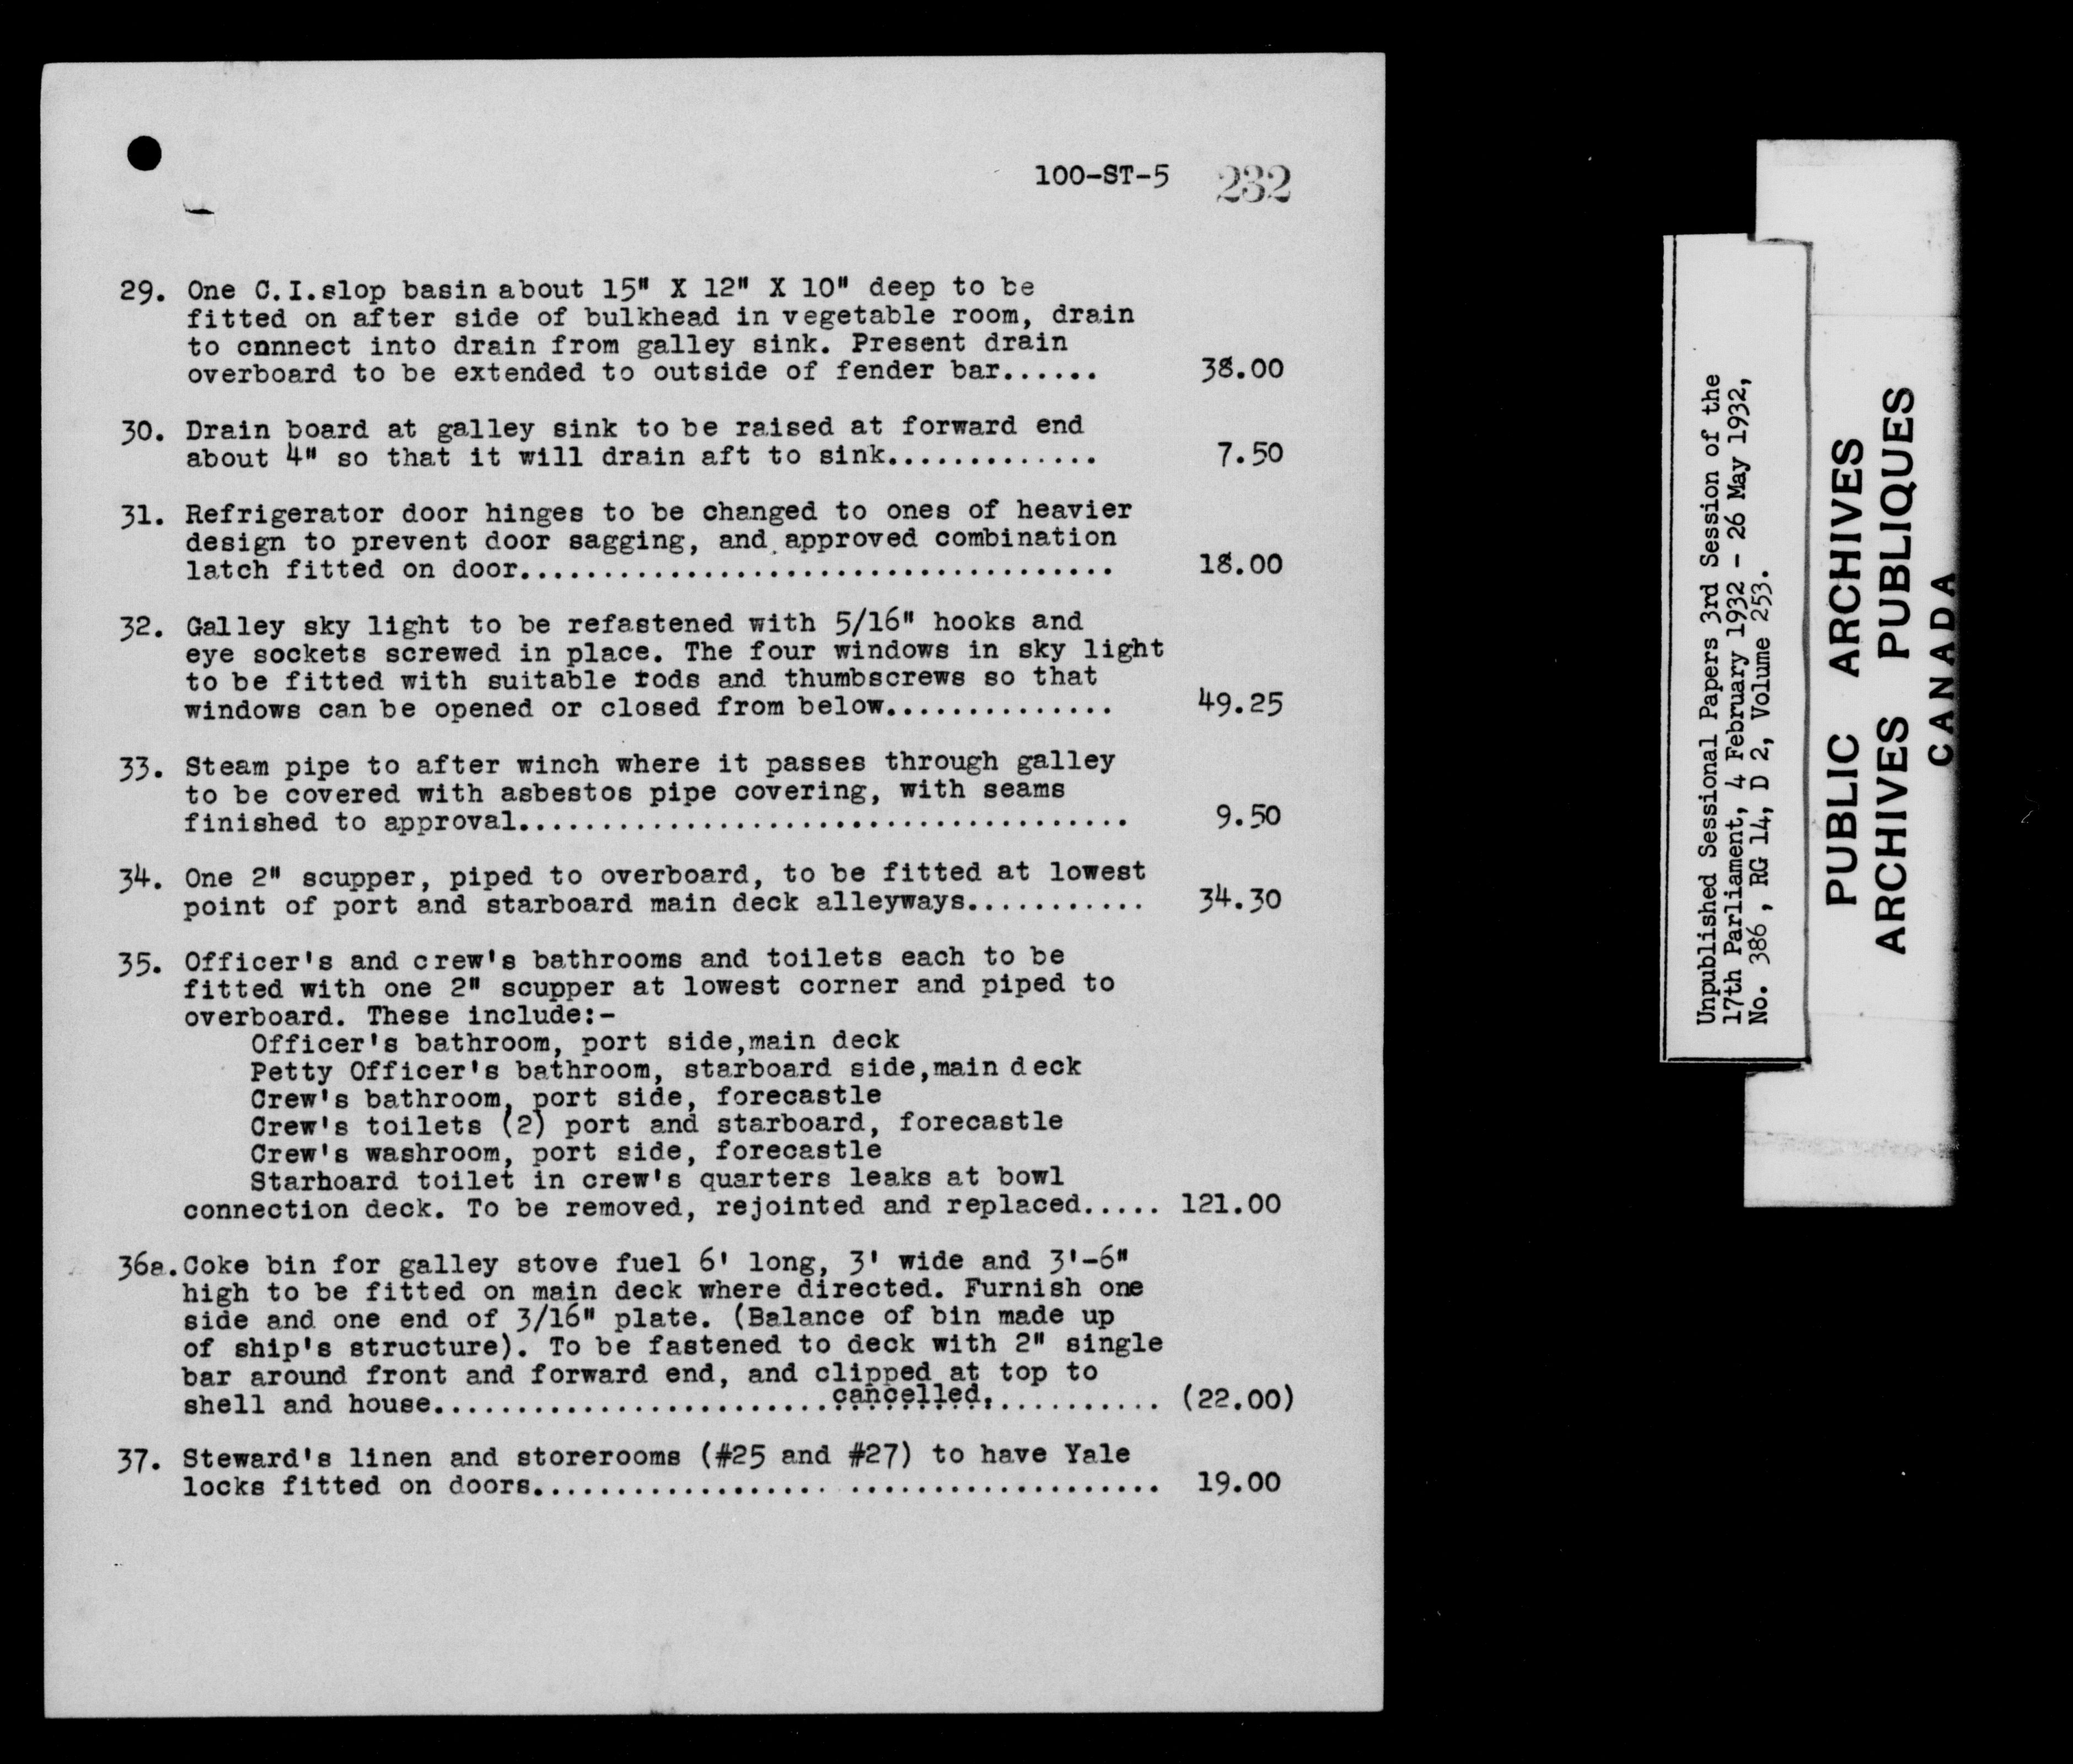 100-ST-5 232
29. One C.I.slop basin about 15" X 12" X 10" deep to be
fitted on after side of bulkhead in vegetable room, drain
to cnnnect into drain from galley sink. Present drain
overboard to be extended to outside of fender bar...... 38.00
30. Drain board at galley sink to be raised at forward end
about 4" so that it will drain aft to sink............. 7.50
31. Refrigerator door hinges to be changed to ones of heavier
design to prevent door sagging, and approved combination
latch fitted on door.................................... 18.00
32. Galley sky light to be refastened with 5/16" hooks and
eye sockets screwed in place. The four windows in sky light
to be fitted with suitable rods and thumbscrews so that
windows can be opened or closed from below.............. 49.25
33. Steam pipe to after winch where it passes through galley
to be covered with asbestos pipe covering, with seams
finished to approval..................................... 9.50
34. One 2" scupper, piped to overboard, to be fitted at lowest
point of port and starboard main deck alleyways........... 34.30
35. Officer's and crew's bathrooms and toilets each to be
fitted with one 2" scupper at lowest corner and piped to
overboard. These include:-
Officer's bathroom, port side,main deck
Petty Officer's bathroom, starboard side,main deck
Crew's bathroom, port side, forecastle
Crew's toilets (2) port and starboard, forecastle
Crew's washroom, port side, forecastle
Starhoard toilet in crew's quarters leaks at bowl
connection deck. To be removed, rejointed and replaced..... 121.00
36a. Coke bin for galley stove fuel 6' long, 3' wide and 3'-6"
high to be fitted on main deck where directed. Furnish one
side and one end of 3/16" plate. (Balance of bin made up
of ship's structure). To be fastened to deck with 2" single
bar around front and forward end, and clipped at top to
shell and house........................cancelled........... (22.00)
37. Steward's linen and storerooms (#25 and #27) to have Yale
locks fitted on doors.................. ................... 19.00
Unpublished Sessional Papers 3rd Session of the
17th Parliament, 4 February 1932 - 26 May 1932,
No. 386 , RG 14, D 2, Volume 253.
PUBLIC ARCHIVES
ARCHIVES PUBLIQUES
CANADA